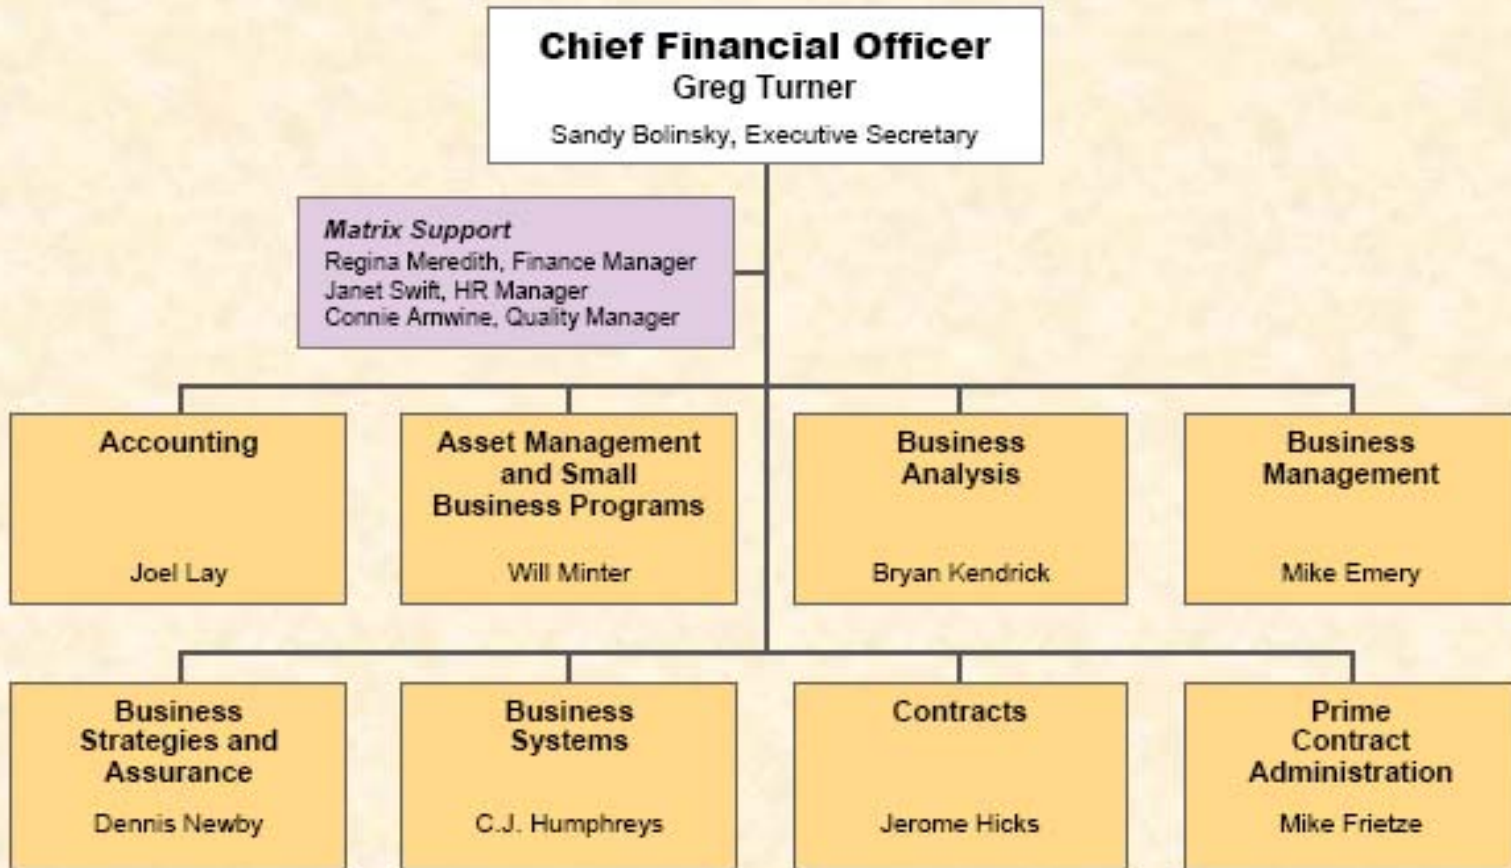 Chief Financial Officer
Greg Turner
Sandy Bolinsky, Executive Secretary
Matrix Support
Regina Meredith, Finance Manager
Janet Swift, HR Manager
Connie Arnwine, Quality Manager
Accounting
Joel Lay
Asset Management
and Small
Business Programs
Will Minter
Business
Analysis
Bryan Kendrick
Business
Management
Mike Emery
Business
Strategies and
Assurance
Dennis Newby
Business
Systems
C.J. Humphreys
Contracts
Jerome Hicks
Prime
Contract
Administration
Mike Frietze